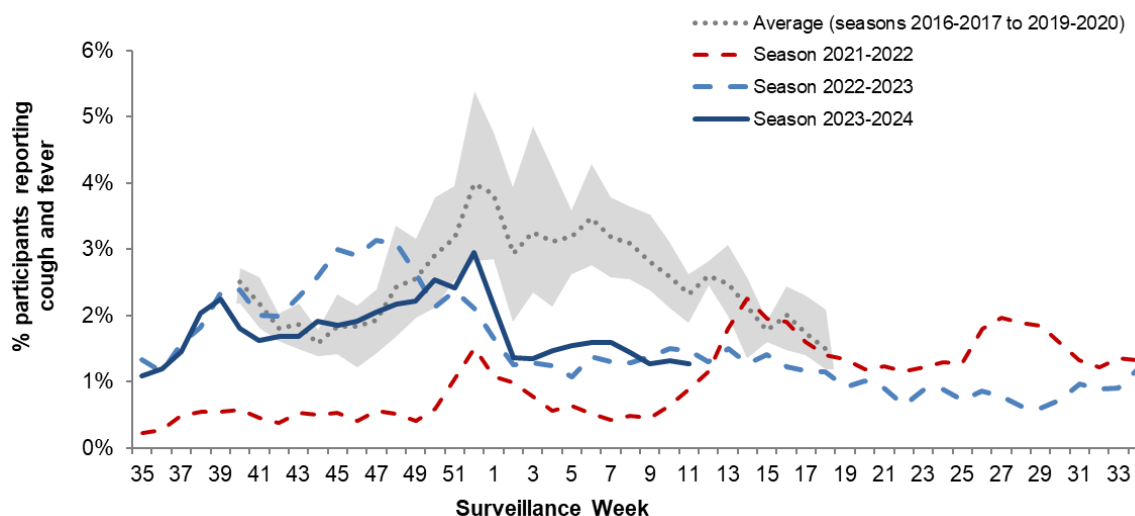 Average (seasons 2016-2017 to 2019-2020)
Season 2021-2022
Season 2022-2023
Season 2023-2024
% participants reporting
cough and fever
6%
5%
4%
3%
2%
1%
0%
35 37 39 41 43 45 47 49 51 1 3 5 7 9 11 13 15 17 19 21 23 25 27 29 31 33
Surveillance Week